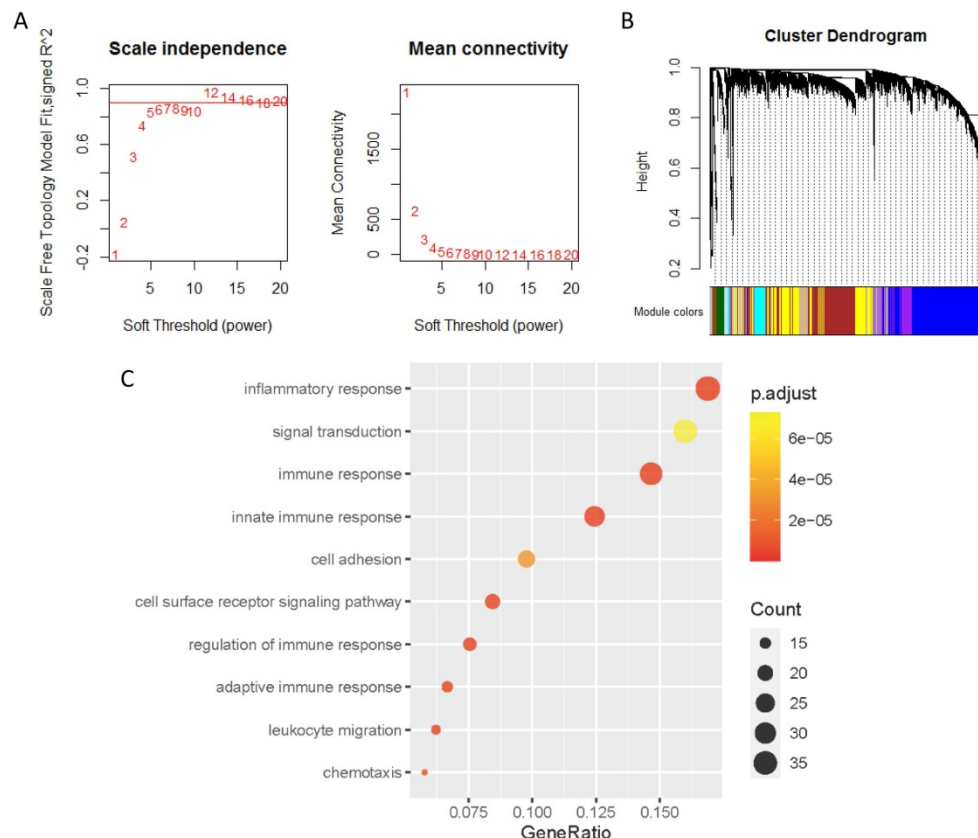 A
Scale independence
Scale Free Topology Model Fit,signed R^2
1.0
0.6
0.2
-0.2
1
2
3
4
5
6
7
8
9
10
12
14
16
18
20
5
10
15
20
Soft Threshold (power)
Mean connectivity
Mean Connectivity
1500
500
0
1
2
3
4
5
6
7
8
9
10
12
14
16
18
20
5
10
15
20
Soft Threshold (power)
B
Cluster Dendrogram
Height
1.0
0.8
0.6
0.4
0.2
Module colors
C
inflammatory response
signal transduction
immune response
innate immune response
cell adhesion
cell surface receptor signaling pathway
regulation of immune response
adaptive immune response
leukocyte migration
chemotaxis
0.075
0.100
0.125
0.150
GeneRatio
p.adjust
6e−05
4e−05
2e−05
Count
15
20
25
30
35